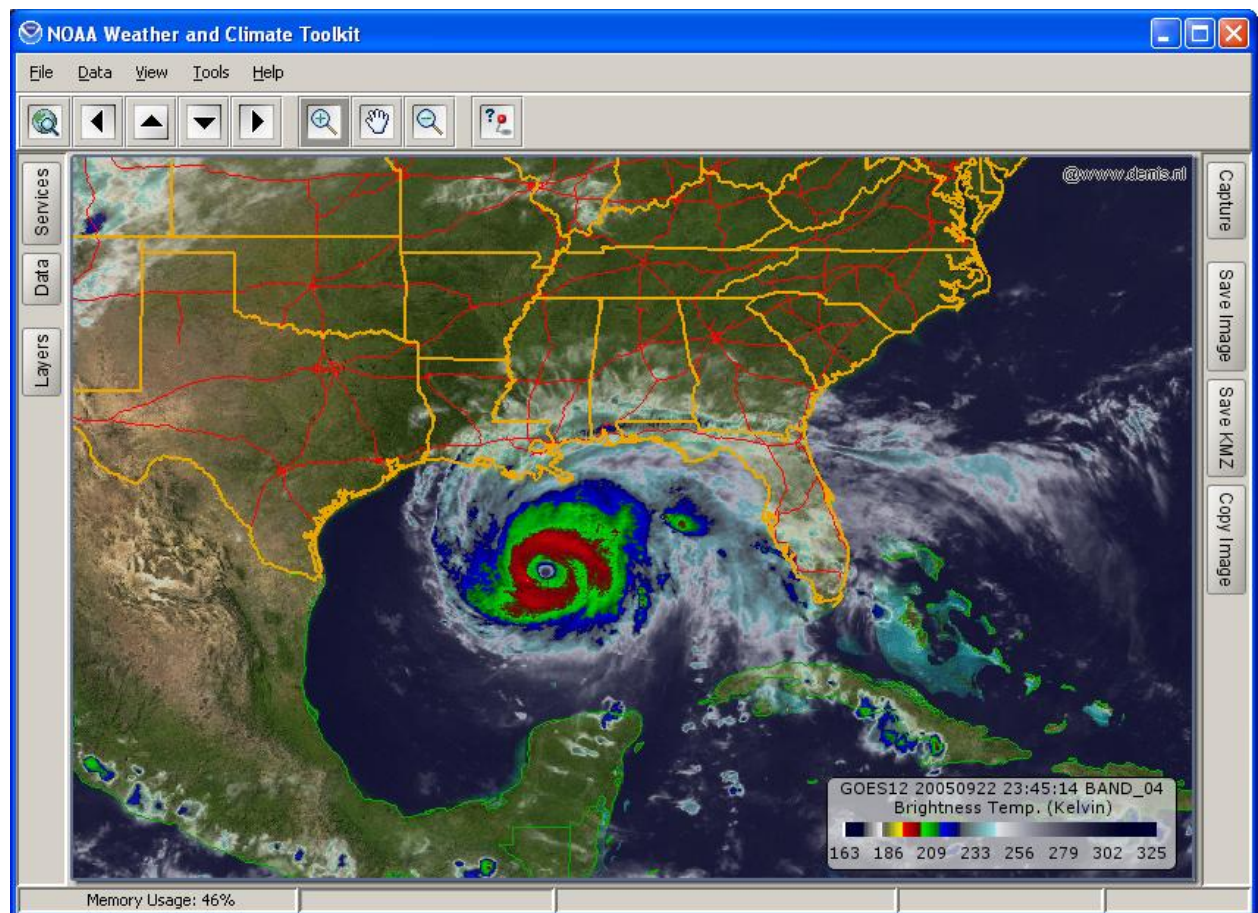 NOAA Weather and Climate Toolkit
File Data View Tools Help
@www.demis.nl
Services
Data
Layers
Capture
Save Image
Save KMZ
Copy Image
GOES12 20050922 23:45:14 BAND_04
Brightness Temp. (Kelvin)
163 186 209 233 256 279 302 325
Memory Usage: 46%